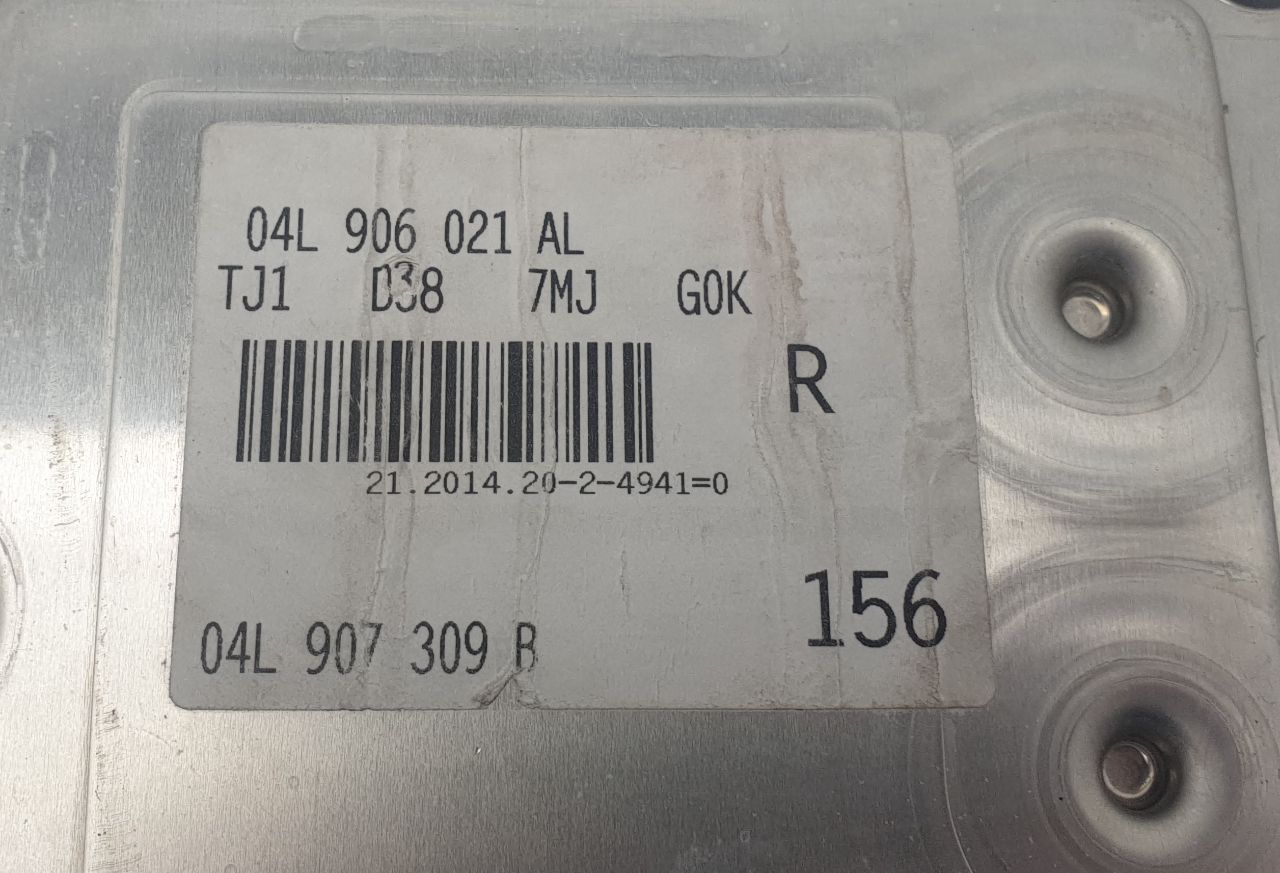 04L 906 021 AL
TJ1 D38 7MJ G0K
R
21.2014.20-2-4941=0
156
04L 907 309 B